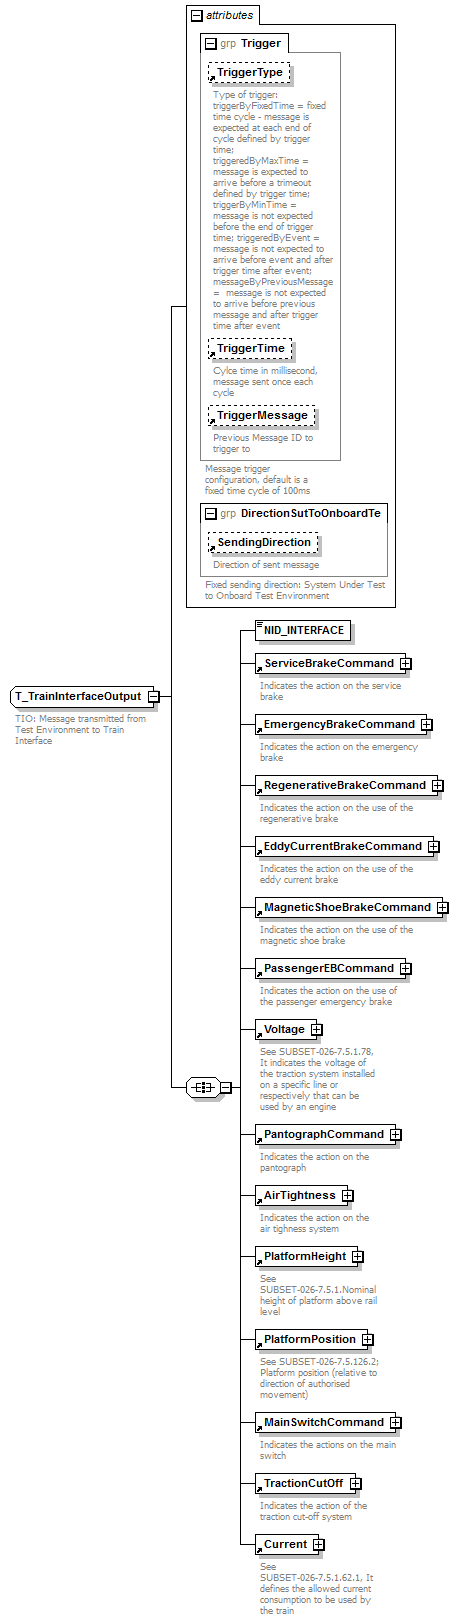 attributes
grp Trigger
TriggerType
Type of trigger:
triggerByFixedTime = fixed
time cycle - message is
expected at each end of
cycle defined by trigger
time;
triggeredByMaxTime =
message is expected to
arrive before a trimeout
defined by trigger time;
triggerByMinTime =
message is not expected
before the end of trigger
time; triggeredByEvent =
message is not expected to
arrive before event and after
trigger time after event;
messageByPreviousMessage
= message is not expected
to arrive before previous
message and after trigger
time after event
TriggerTime
Cylce time in millisecond,
message sent once each
cycle
TriggerMessage
Previous Message ID to
trigger to
Message trigger
configuration, default is a
fixed time cycle of 100ms
grp DirectionSutToOnboardTe
SendingDirection
Direction of sent message
Fixed sending direction: System Under Test
to Onboard Test Environment
T_TrainInterfaceOutput
TIO: Message transmitted from
Test Environment to Train
Interface
NID_INTERFACE
ServiceBrakeCommand
Indicates the action on the service
brake
EmergencyBrakeCommand
Indicates the action on the emergency
brake
RegenerativeBrakeCommand
Indicates the action on the use of the
regenerative brake
EddyCurrentBrakeCommand
Indicates the action on the use of the
eddy current brake
MagneticShoeBrakeCommand
Indicates the action on the use of the
magnetic shoe brake
PassengerEBCommand
Indicates the action on the use of
the passenger emergency brake
Voltage
See SUBSET-026-7.5.1.78,
It indicates the voltage of
the traction system installed
on a specific line or
respectively that can be
used by an engine
PantographCommand
Indicates the action on the
pantograph
AirTightness
Indicates the action on the
air tighness system
PlatformHeight
See
SUBSET-026-7.5.1.Nominal
height of platform above rail
level
PlatformPosition
See SUBSET-026-7.5.126.2;
Platform position (relative to
direction of authorised
movement)
MainSwitchCommand
Indicates the actions on the main
switch
TractionCutOff
Indicates the action of the
traction cut-off system
Current
See
SUBSET-026-7.5.1.62.1, It
defines the allowed current
consumption to be used by
the train